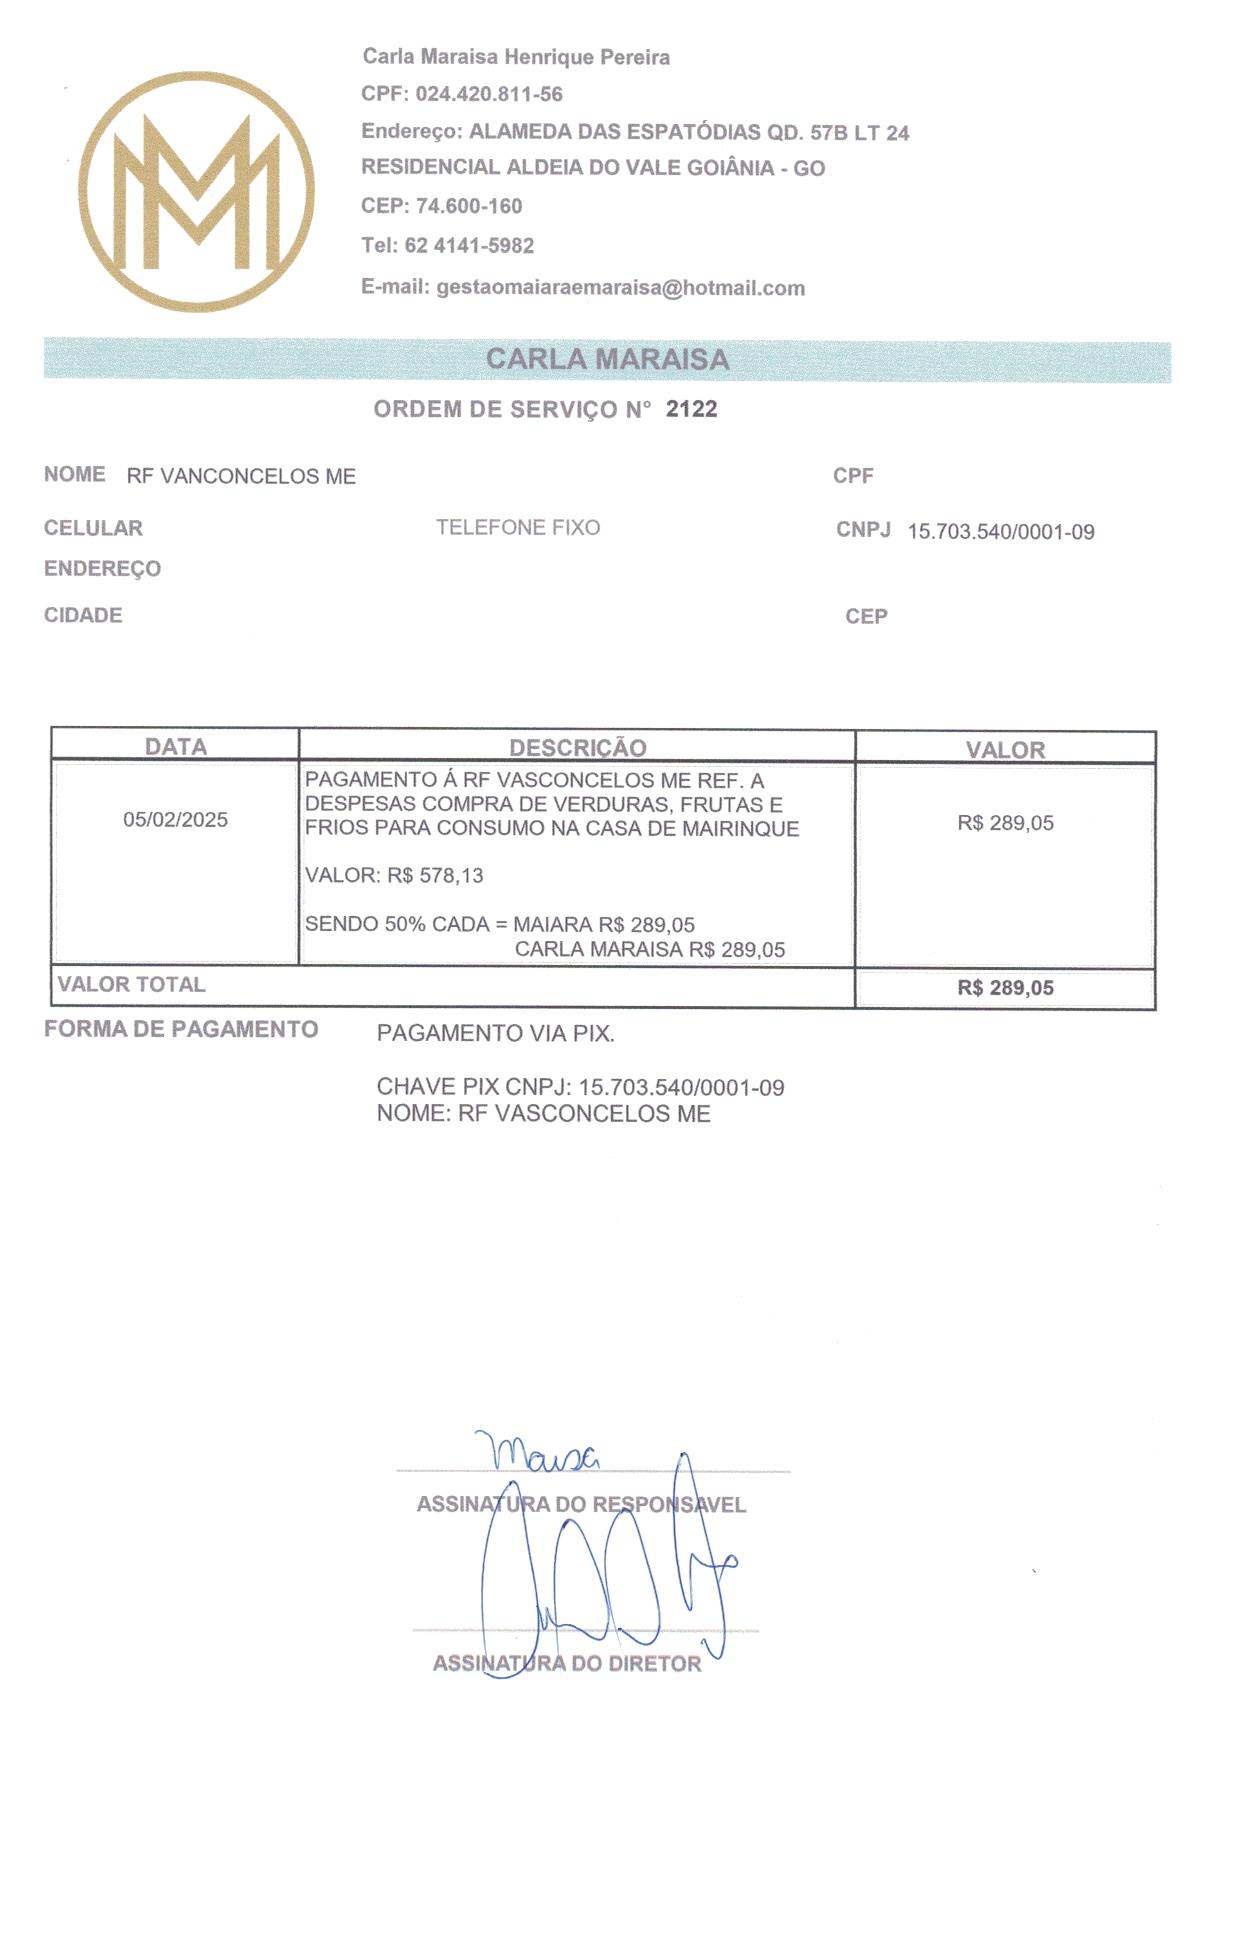 Carla Maraisa Henrique Pereira
CPF: 024.420.811-56
Endereço: ALAMEDA DAS ESPATÓDIAS QD. 57B LT 24
RESIDENCIAL ALDEIA DO VALE GOIÂNIA - GO
CEP: 74.600-160
Tel: 62 4141-5982
E-mail: gestaomaiaraemaraisa@hotmail.com
CARLA MARAISA
ORDEM DE SERVIÇO N° 2122
NOME RF VANCONCELOS ME CPF
CELULAR TELEFONE FIXO CNPJ 15.703.540/0001-09
ENDEREÇO
CIDADE CEP
DATA DESCRIÇÃO VALOR
PAGAMENTO Á RF VASCONCELOS ME REF. A
DESPESAS COMPRA DE VERDURAS, FRUTAS E
05/02/2025 FRIOS PARA CONSUMO NA CASA DE MAIRINQUE R$ 289,05
VALOR: R$ 578,13
SENDO 50% CADA = MAIARA R$ 289,05
CARLA MARAISA R$ 289,05
VALOR TOTAL R$ 289,05
FORMA DE PAGAMENTO PAGAMENTO VIA PIX.
CHAVE PIX CNPJ: 15.703.540/0001-09
NOME: RF VASCONCELOS ME
ASSINATURA DO RESPONSAVEL
ASSINATURA DO DIRETOR